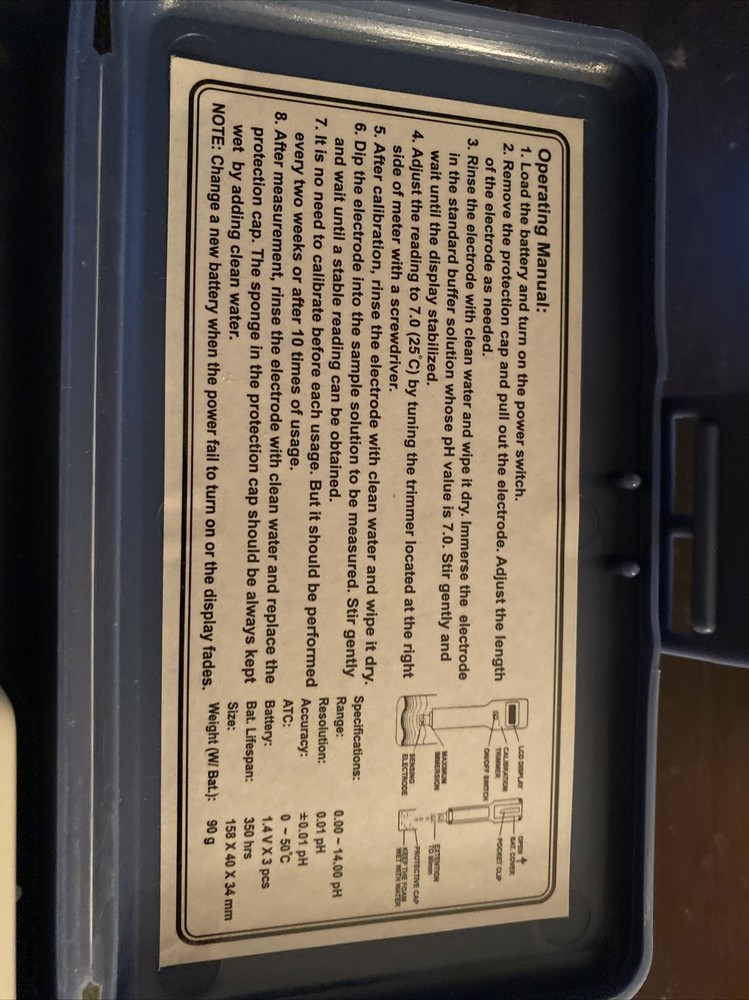 Operating Manual:
1. Load the battery and turn on the power switch.
2. Remove the protection cap and pull out the electrode. Adjust the length
of the electrode as needed.
3. Rinse the electrode with clean water and wipe it dry. Immerse the electrode
in the standard buffer solution whose pH value is 7.0. Stir gently and
wait until the display stabilized.
4. Adjust the reading to 7.0 (25°C) by tuning the trimmer located at the right
side of meter with a screwdriver.
5. After calibration, rinse the electrode with clean water and wipe it dry.
6. Dip the electrode into the sample solution to be measured. Stir gently
and wait until a stable reading can be obtained.
7. It is no need to calibrate before each usage. But it should be performed
every two weeks or after 10 times of usage.
8. After measurement, rinse the electrode with clean water and replace the
protection cap. The sponge in the protection cap should be always kept
wet by adding clean water.
NOTE: Change a new battery when the power fail to turn on or the display fades.
LCD DISPLAY
CALIBRATION
TRIMMER
ON/OFF SWITCH
MAXIMUM
IMMERSION
SENSING
ELECTRODE
OPEN
BAT. COVER
POCKET CLIP
EXTENTION
PROTECTIVE CAP
KEEP THE FOAM
WET WITH WATER
Specifications:
Range: 0.00 ~ 14.00 pH
Resolution: 0.01 pH
Accuracy: ±0.01 pH
ATC: 0 ~ 50°C
Battery: 1.4 V X 3 pcs
Bat. Lifespan: 350 hrs
Size: 158 X 40 X 34 mm
Weight (W/ Bat.): 90 g